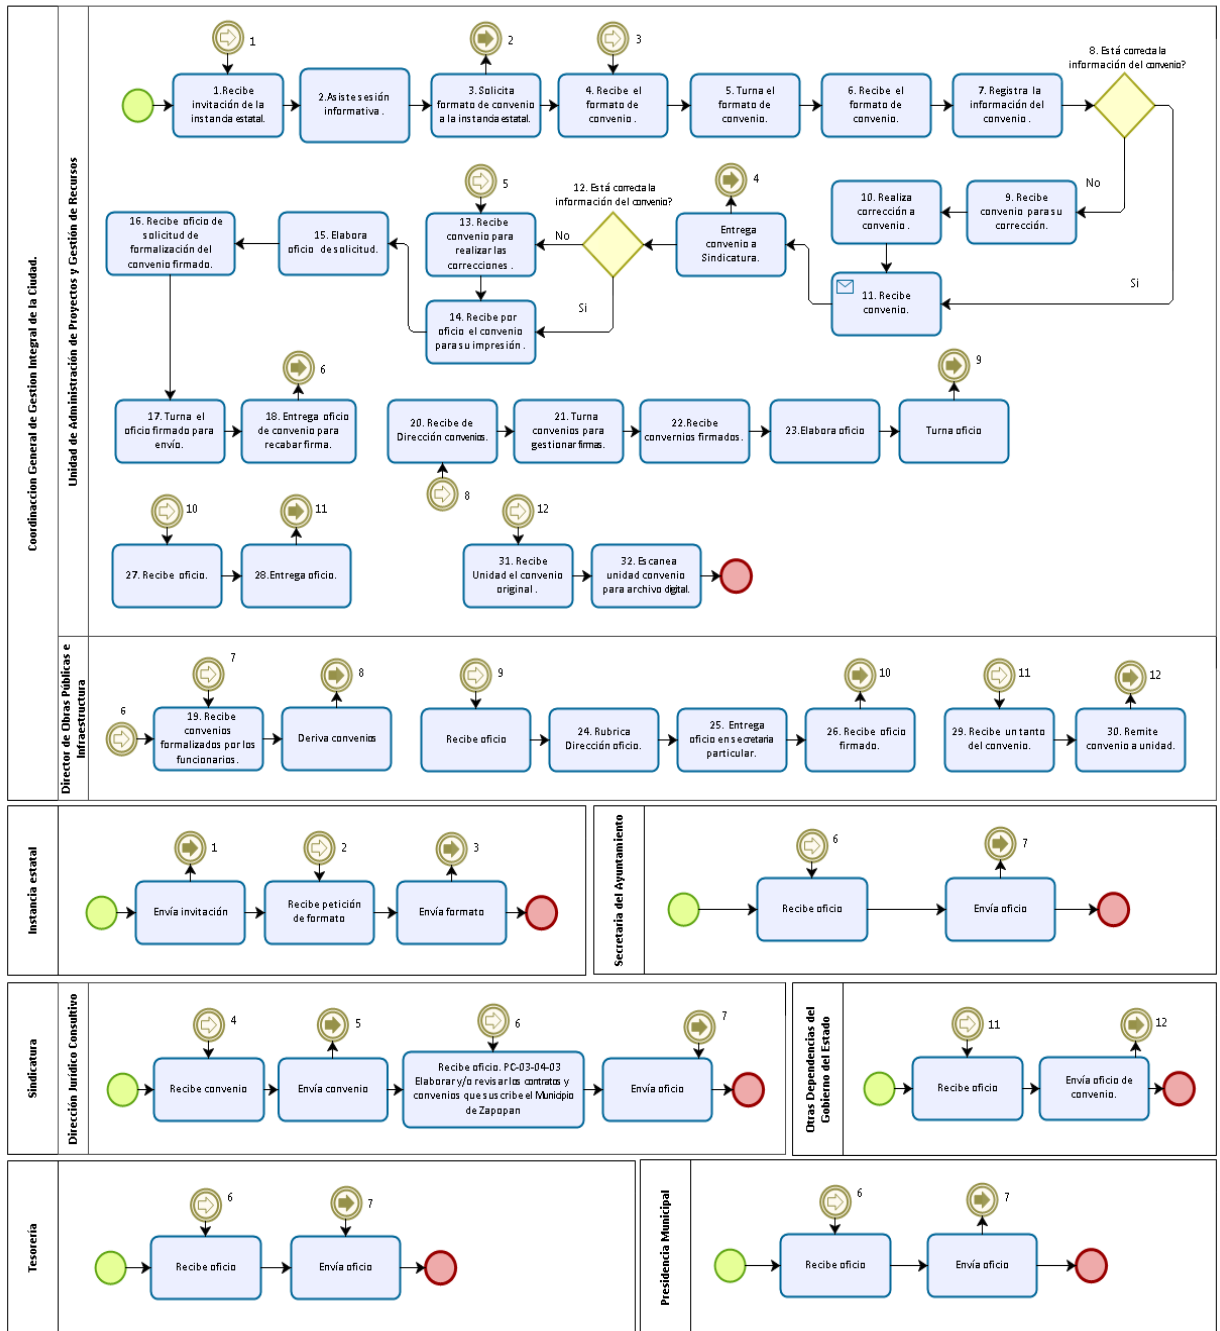 Coordinaccion General de Gestion Integral de la Ciudad.
Unidad de Administración de Proyectos y Gestión de Recursos
1
2
3
8. Está correcta la
información del convenio?
1.Recibe
invitación de la
instancia estatal.
2.Asiste sesión
informativa .
3. Solicita
formato de convenio
a la instancia estatal.
4. Recibe el
formato de
convenio .
5. Turna el
formato de
convenio.
6. Recibe el
formato de
convenio.
7. Registra la
información del
convenio .
No
Si
9. Recibe
convenio para su
corrección.
10. Realiza
corrección a
convenio .
11. Recibe
convenio.
4
Entrega
convenio a
Sindicatura.
12. Está correcta la
información del convenio?
No
Si
5
13. Recibe
convenio para
realizar las
correcciones .
14. Recibe por
oficio el convenio
para su impresión .
15. Elabora
oficio de solicitud.
16. Recibe oficio de
solicitud de
formalización del
convenio firmado.
17. Turna el
oficio firmado para
envío.
6
18. Entrega oficio
de convenio para
recabar firma.
20. Recibe de
Dirección convenios.
8
21. Turna
convenios para
gestionar firmas.
22.Recibe
convernios firmados.
23.Elabora oficio
9
Turna oficio
10
27. Recibe oficio.
11
28.Entrega oficio.
12
31. Recibe
Unidad el convenio
original .
32. Escanea
unidad convenio
para archivo digital.
Director de Obras Públicas e
Infraestructura
6
7
19. Recibe
convenios
formalizados por los
funcionarios.
8
Deriva convenios
9
Recibe oficio
24. Rubrica
Dirección oficio.
25. Entrega
oficio en secretaria
particular.
10
26. Recibe oficio
firmado.
11
29. Recibe un tanto
del convenio.
12
30. Remite
convenio a unidad.
Instancia estatal
1
Envía invitación
2
Recibe petición
de formato
3
Envía formato
Secretaria del Ayuntamiento
6
Recibe oficio
7
Envía oficio
Sindicatura
Dirección Jurídico Consultivo
4
Recibe convenio
5
Envía convenio
6
Recibe oficio. PC-03-04-03
Elaborar y/o revisar los contratos y
convenios que suscribe el Municipio
de Zapopan
7
Envía oficio
Otras Dependencias del
Gobierno del Estado
11
Recibe oficio
12
Envía oficio de
convenio.
Tesorería
6
Recibe oficio
7
Envía oficio
Presidencia Municipal
6
Recibe oficio
7
Envía oficio